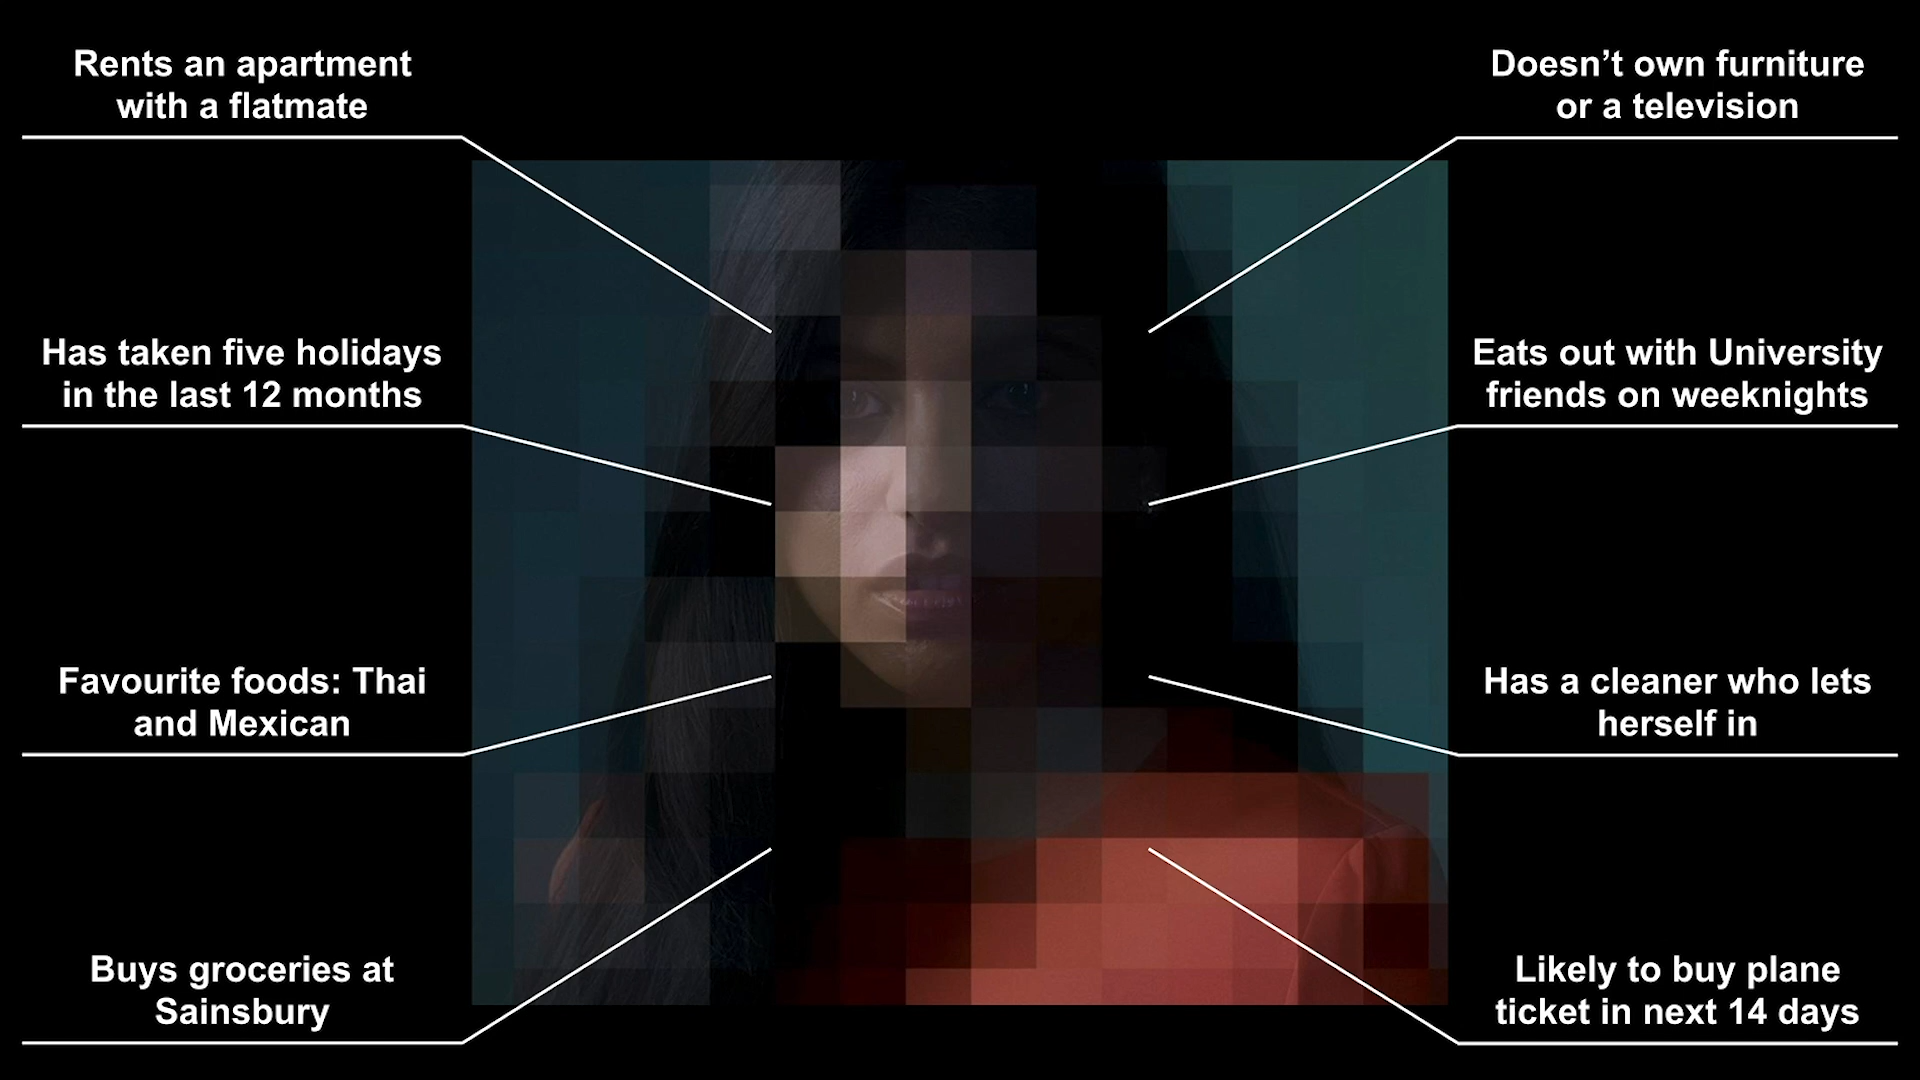 Rents an apartment
with a flatmate
Doesn’t own furniture
or a television
Has taken five holidays
in the last 12 months
Eats out with University
friends on weeknights
Favourite foods: Thai
and Mexican
Has a cleaner who lets
herself in
Buys groceries at
Sainsbury
Likely to buy plane
ticket in next 14 days